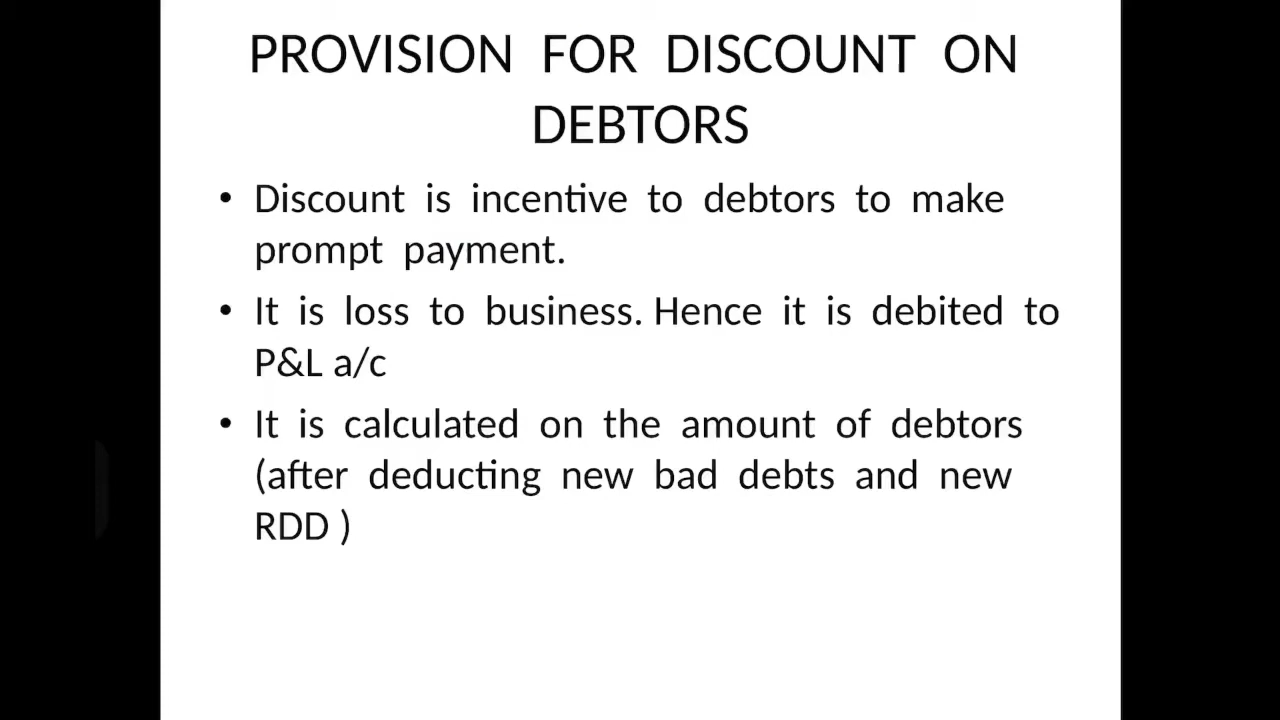 PROVISION FOR DISCOUNT ON
DEBTORS
• Discount is incentive to debtors to make
prompt payment.
• It is loss to business. Hence it is debited to
P&L a/c
• It is calculated on the amount of debtors
(after deducting new bad debts and new
RDD )